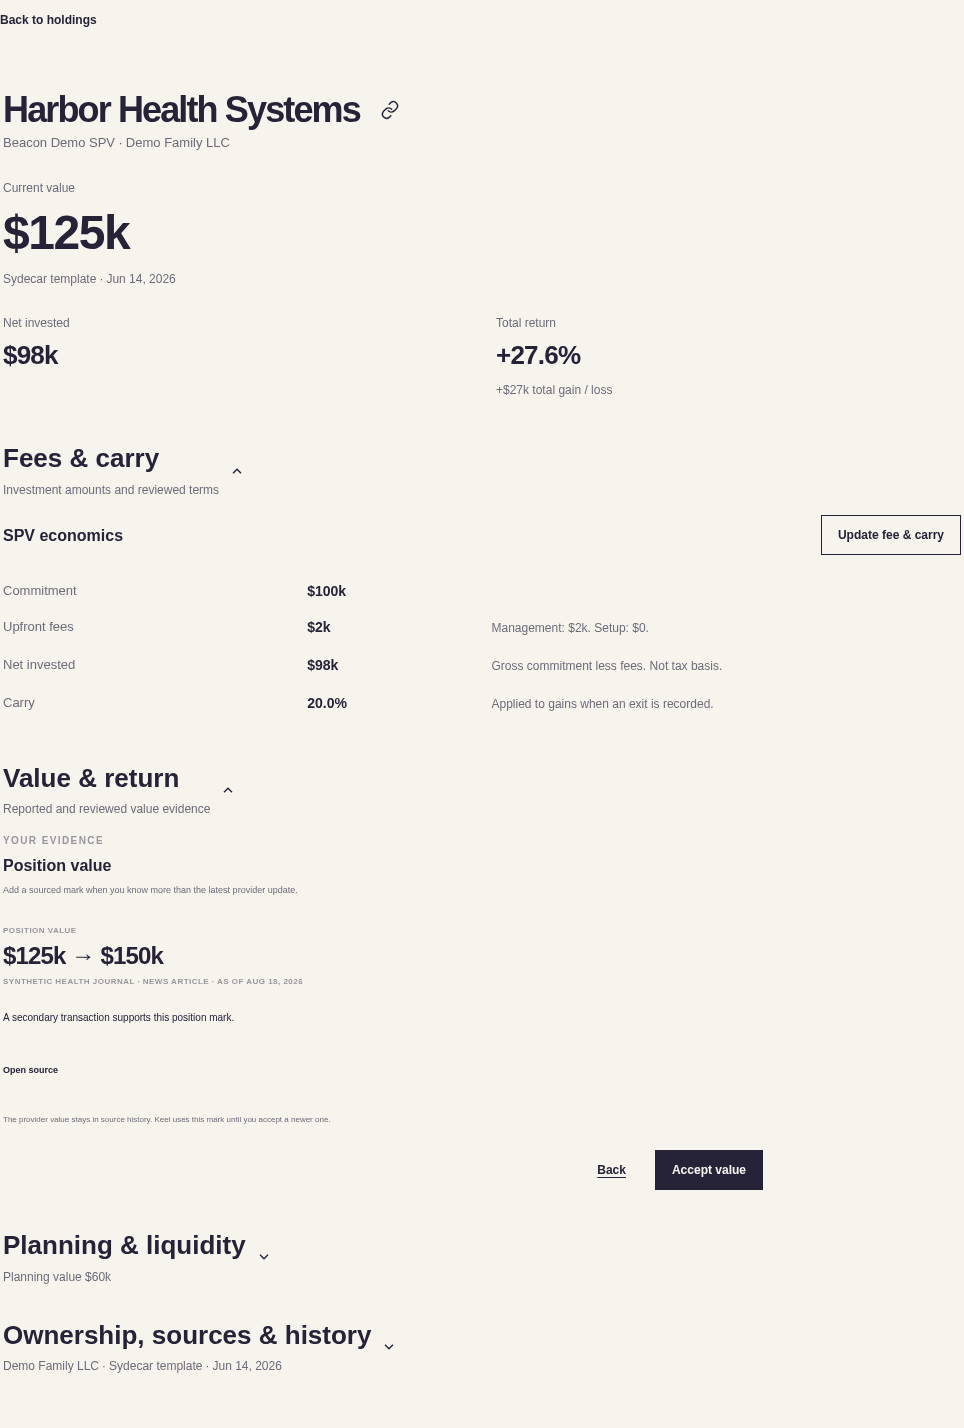 Back to holdings
Harbor Health Systems
Beacon Demo SPV · Demo Family LLC
Current value
$125k
Sydecar template · Jun 14, 2026
Net invested
Total return
$98k
+27.6%
+$27k total gain / loss
Fees & carry
Investment amounts and reviewed terms
SPV economics
Update fee & carry
Commitment $100k
Upfront fees $2k Management: $2k. Setup: $0.
Net invested $98k Gross commitment less fees. Not tax basis.
Carry 20.0% Applied to gains when an exit is recorded.
Value & return
Reported and reviewed value evidence
YOUR EVIDENCE
Position value
Add a sourced mark when you know more than the latest provider update.
POSITION VALUE
$125k → $150k
SYNTHETIC HEALTH JOURNAL · NEWS ARTICLE · AS OF AUG 18, 2026
A secondary transaction supports this position mark.
Open source
The provider value stays in source history. Keel uses this mark until you accept a newer one.
Back
Accept value
Planning & liquidity
Planning value $60k
Ownership, sources & history
Demo Family LLC · Sydecar template · Jun 14, 2026